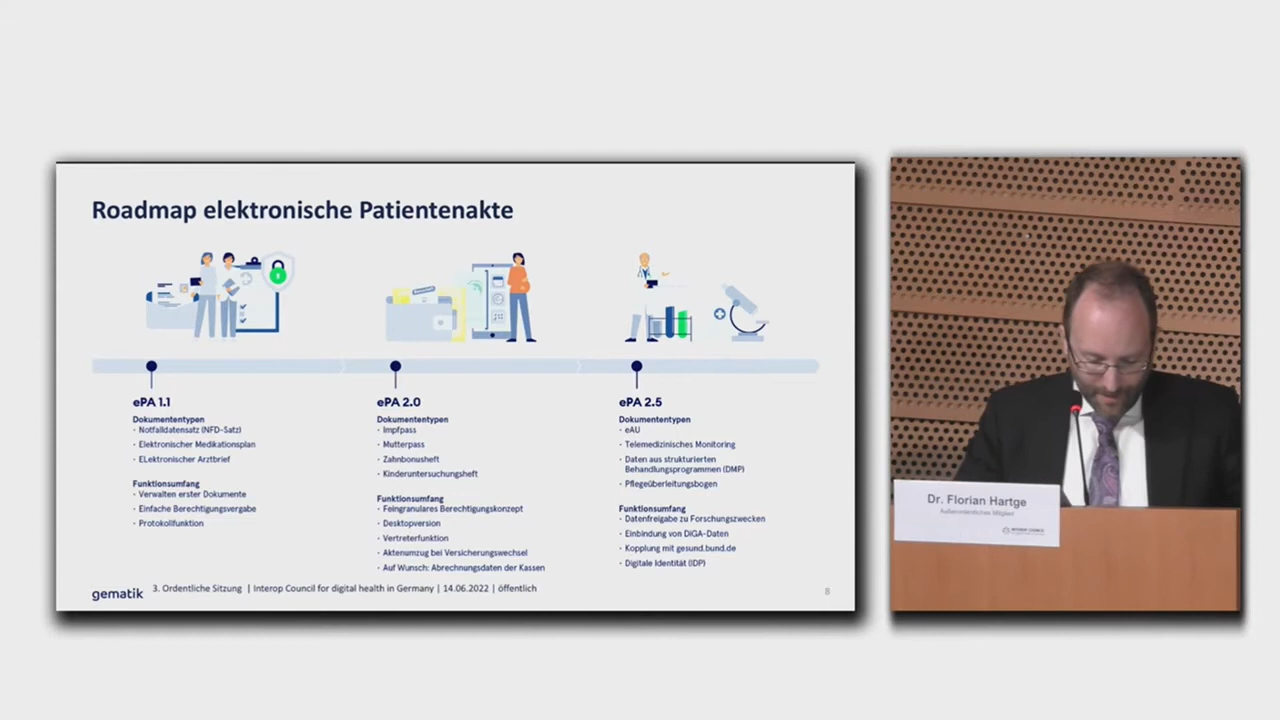 Roadmap elektronische Patientenakte
ePA 1.1
Dokumententypen
· Notfalldatensatz (NFD-Satz)
· Elektronischer Medikationsplan
· ELektronischer Arztbrief
Funktionsumfang
· Verwalten erster Dokumente
· Einfache Berechtigungsvergabe
· Protokollfunktion
ePA 2.0
Dokumententypen
· Impfpass
· Mutterpass
· Zahnbonusheft
· Kinderuntersuchungsheft
Funktionsumfang
· Feingranulares Berechtigungskonzept
· Desktopversion
· Vertreterfunktion
· Aktenumzug bei Versicherungswechsel
· Auf Wunsch: Abrechnungsdaten der Kassen
ePA 2.5
Dokumententypen
· eAU
· Telemedizinisches Monitoring
· Daten aus strukturierten
Behandlungsprogrammen (DMP)
· Pflegeüberleitungsbogen
Funktionsumfang
· Datenfreigabe zu Forschungszwecken
· Einbindung von DiGA-Daten
· Kopplung mit gesund.bund.de
· Digitale Identität (IDP)
gematik
3. Ordentliche Sitzung | Interop Council for digital health in Germany | 14.06.2022 | öffentlich
8
Dr. Florian Hartge
Außerordentliches Mitglied
INTEROP COUNCIL